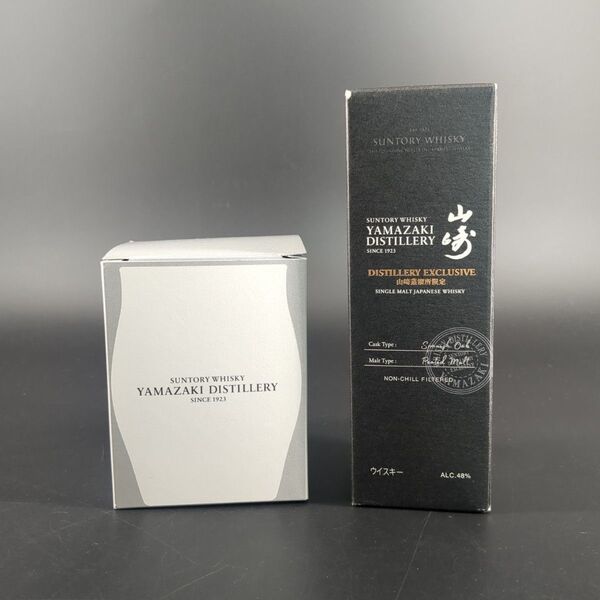 SUNTORY WHISKY
YAMAZAKI DISTILLERY
SINCE 1923
SUNTORY WHISKY
SUNTORY WHISKY
YAMAZAKI
DISTILLERY
SINCE 1923
山崎
DISTILLERY EXCLUSIVE
山崎蒸溜所限定
SINGLE MALT JAPANESE WHISKY
Cask Type :
Malt Type : Peated Malt
NON-CHILL FILTERED
DISTILLERY
YAMAZAKI
ウイスキー
ALC.48%